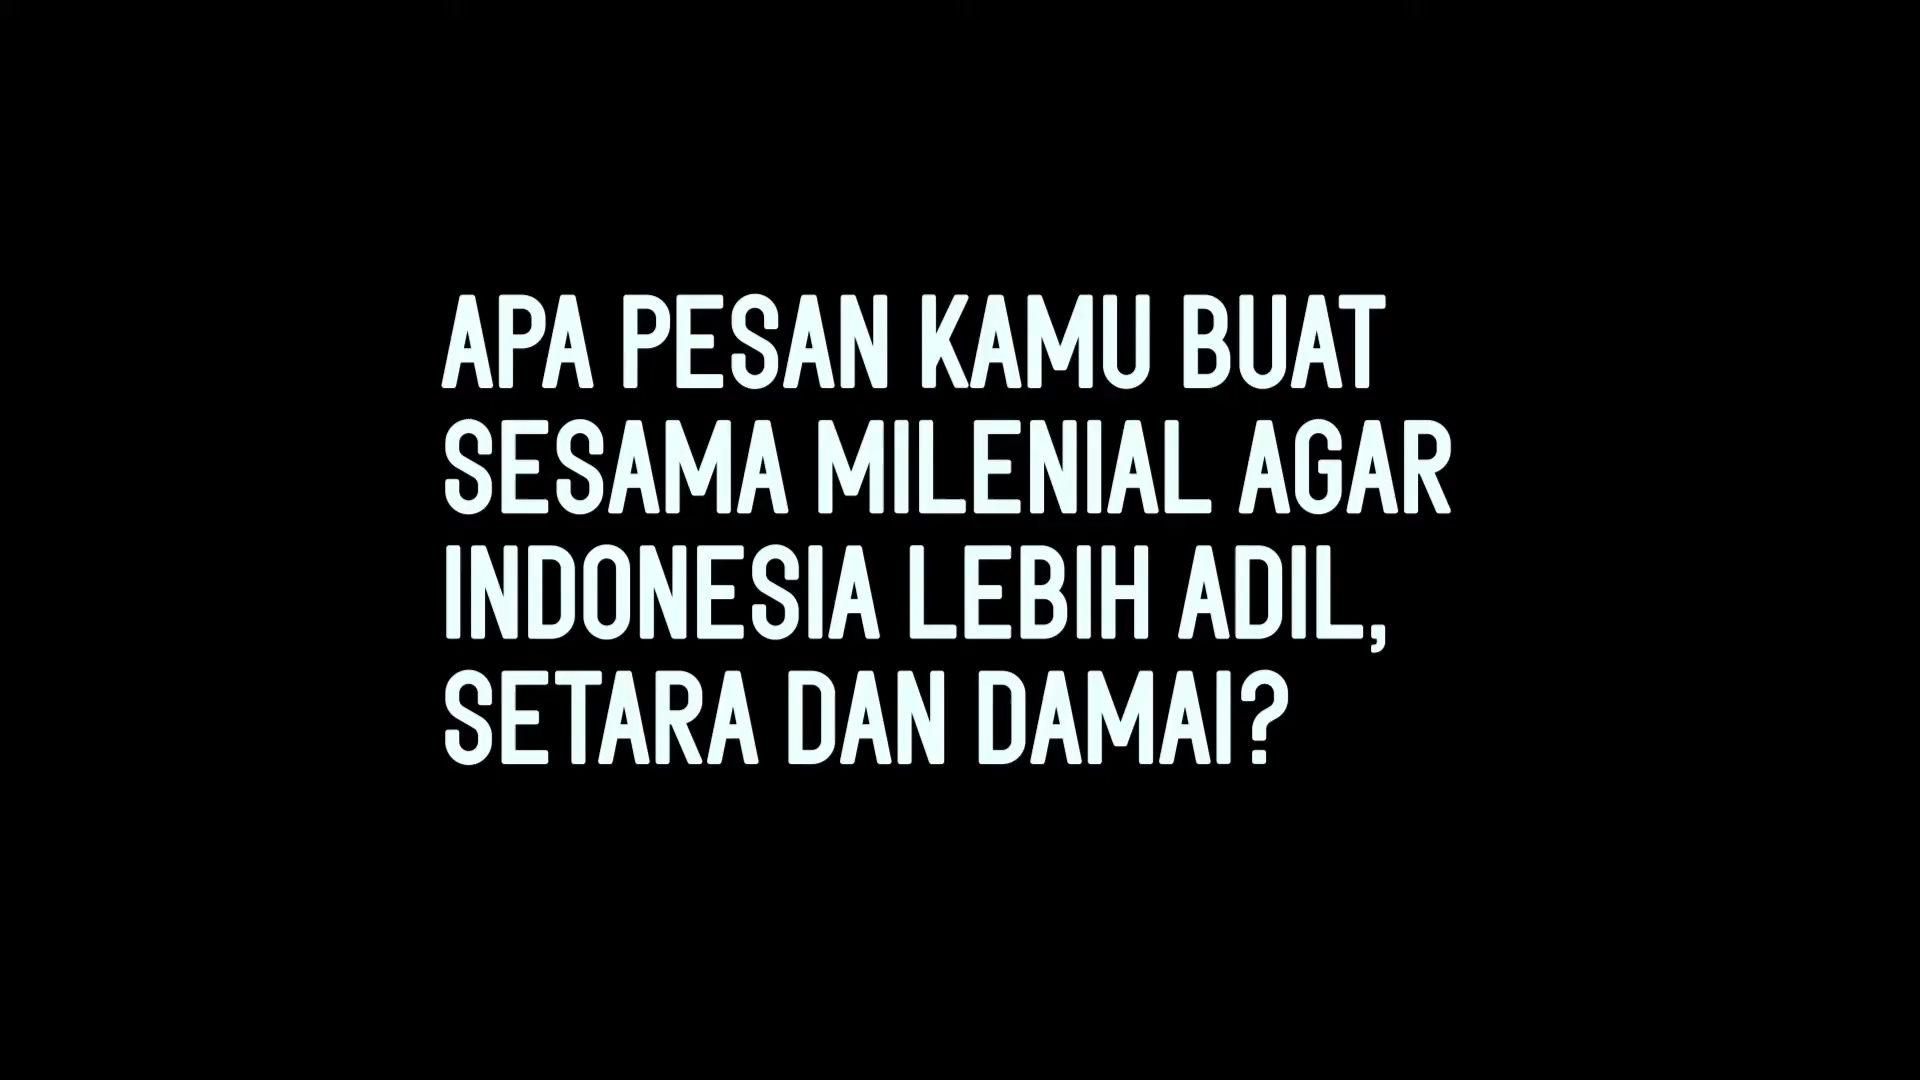 APA PESAN KAMU BUAT
SESAMA MILENIAL AGAR
INDONESIA LEBIH ADIL,
SETARA DAN DAMAI?